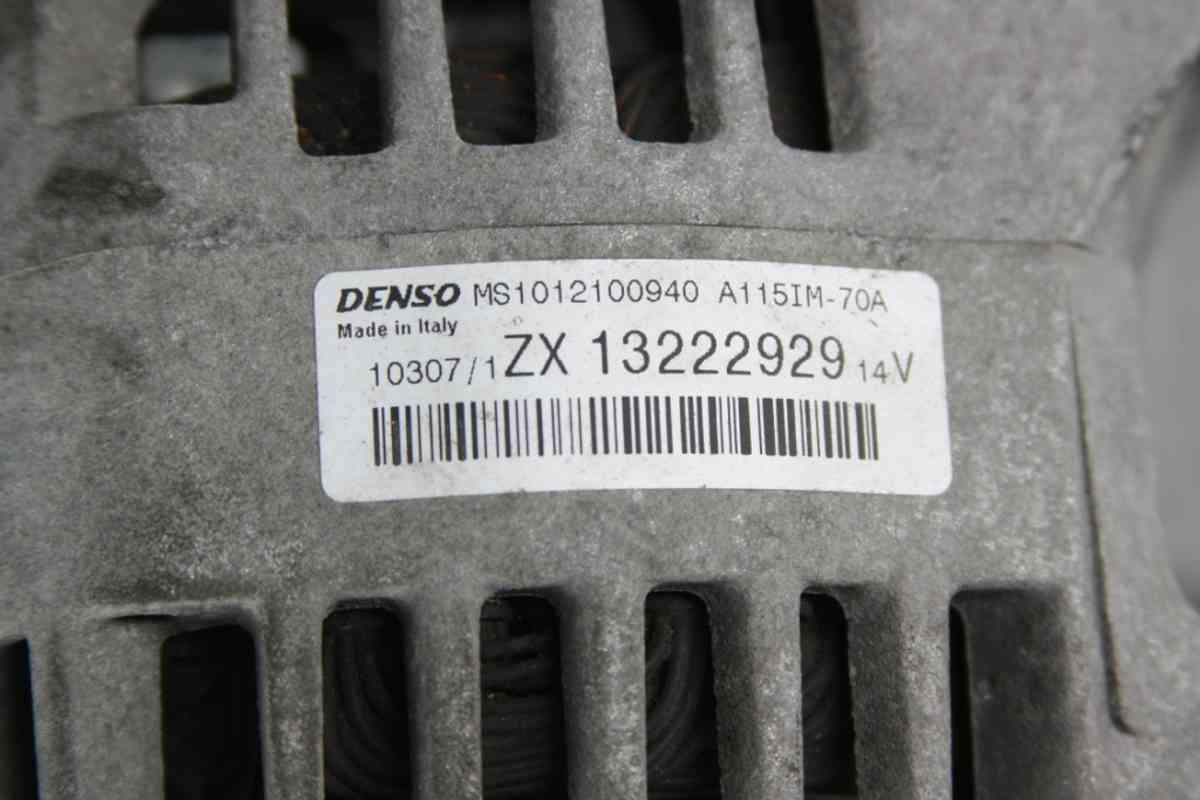 DENSO MS1012100940 A115IM-70A
Made in Italy
10307/1 ZX 13222929 14V